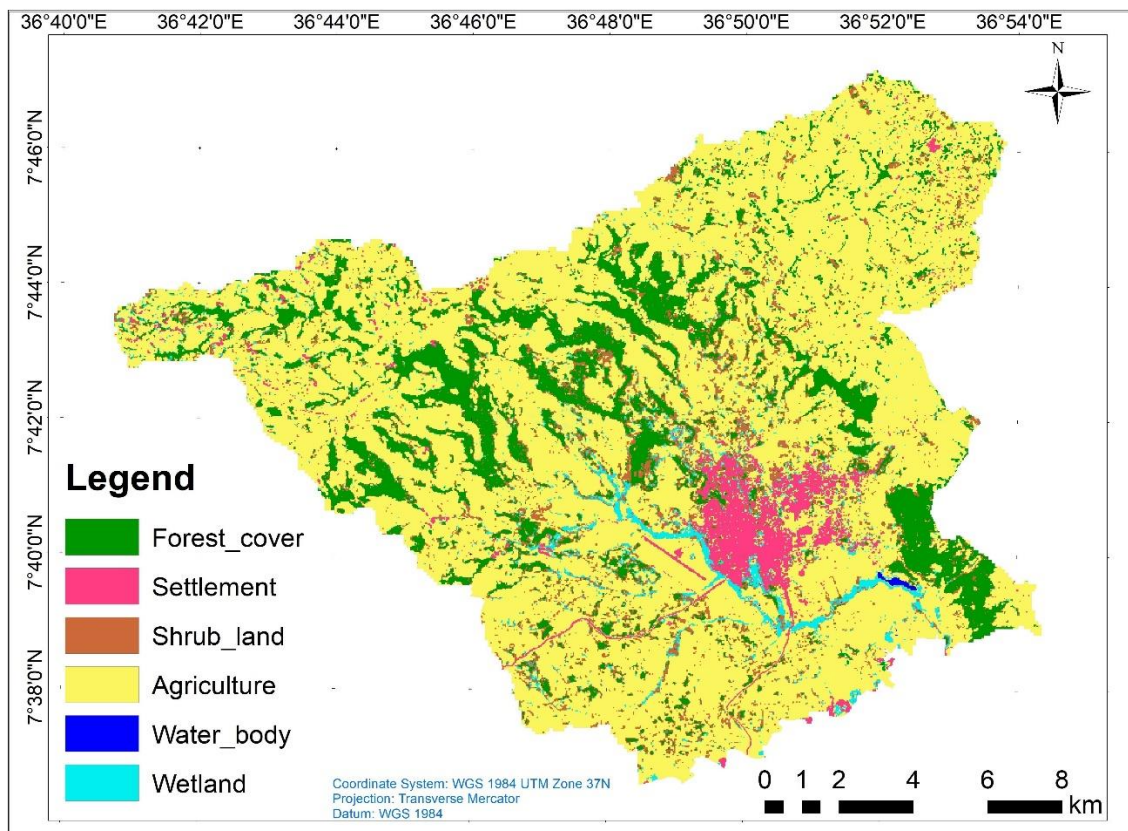 36°40'0"E 36°42'0"E 36°44'0"E 36°46'0"E 36°48'0"E 36°50'0"E 36°52'0"E 36°54'0"E
N
7°46'0"N
7°44'0"N
7°42'0"N
7°40'0"N
7°38'0"N
Legend
Forest_cover
Settlement
Shrub_land
Agriculture
Water_body
Wetland
Coordinate System: WGS 1984 UTM Zone 37N
Projection: Transverse Mercator
Datum: WGS 1984
0 1 2 4 6 8
km